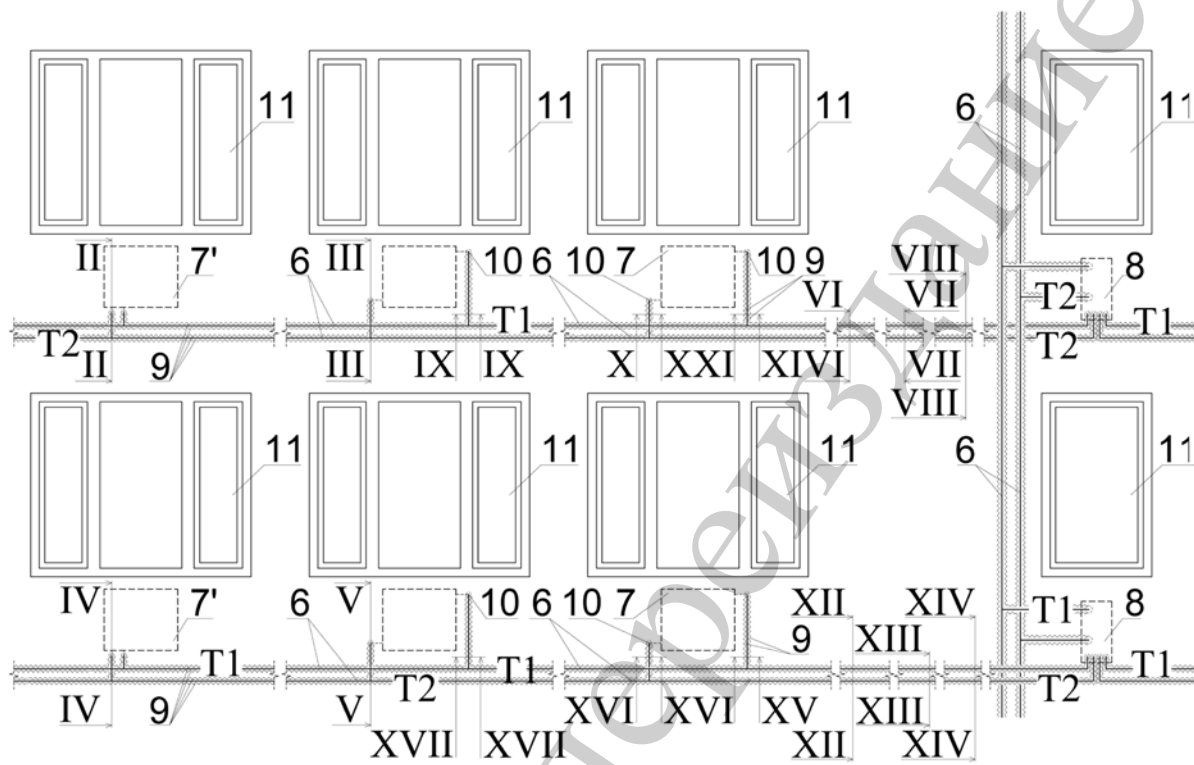 11 11 11 6 11
II 7' 6 III 10 6 10 7 10 9 VI VIII VII T2 8
T2 T1 T2 T1
II 9 III IX IX X XXI XIVI VII VIII
11 11 11 6 11
IV 7' 6 V 10 6 10 7 9 XII XIII XIV T1 8
T1 T2 T1 T2 T1
IV 9 V XVII XVII XVI XVI XV XII XIII XIV